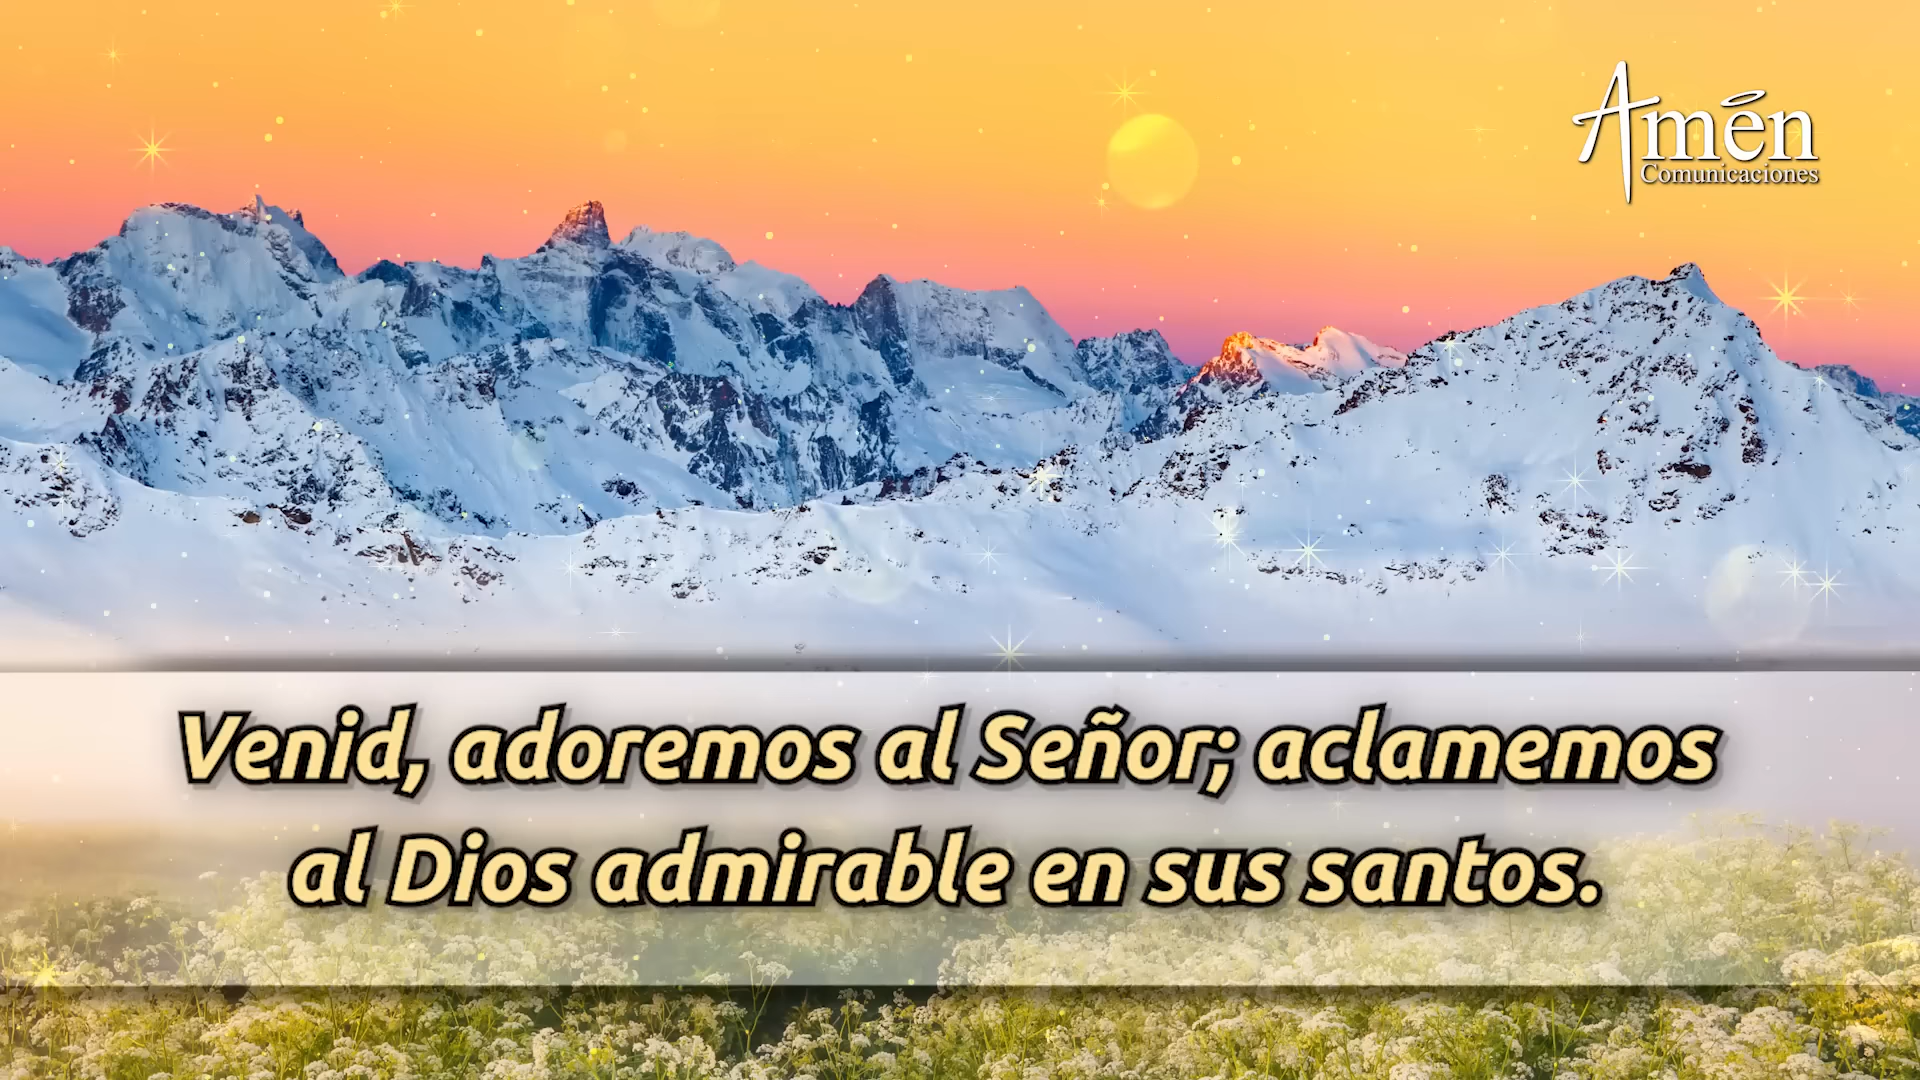 Amén
Comunicaciones
Venid, adoremos al Señor; aclamemos
al Dios admirable en sus santos.